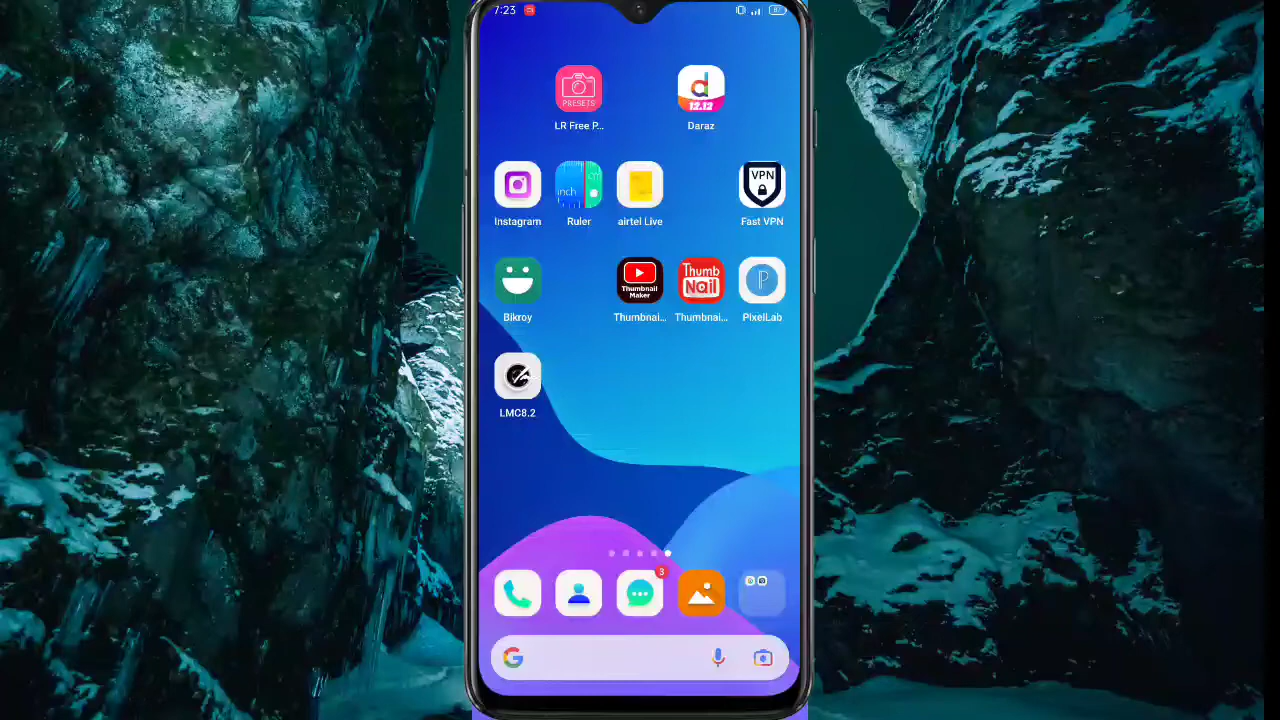 7:23
87
PRESETS
LR Free P...
12.12
Daraz
inch
cm
VPN
Instagram
Ruler
airtel Live
Fast VPN
Thumbnail
Maker
Thumb
Nail
Bikroy
Thumbnai...
Thumbnai...
PixelLab
LMC8.2
3